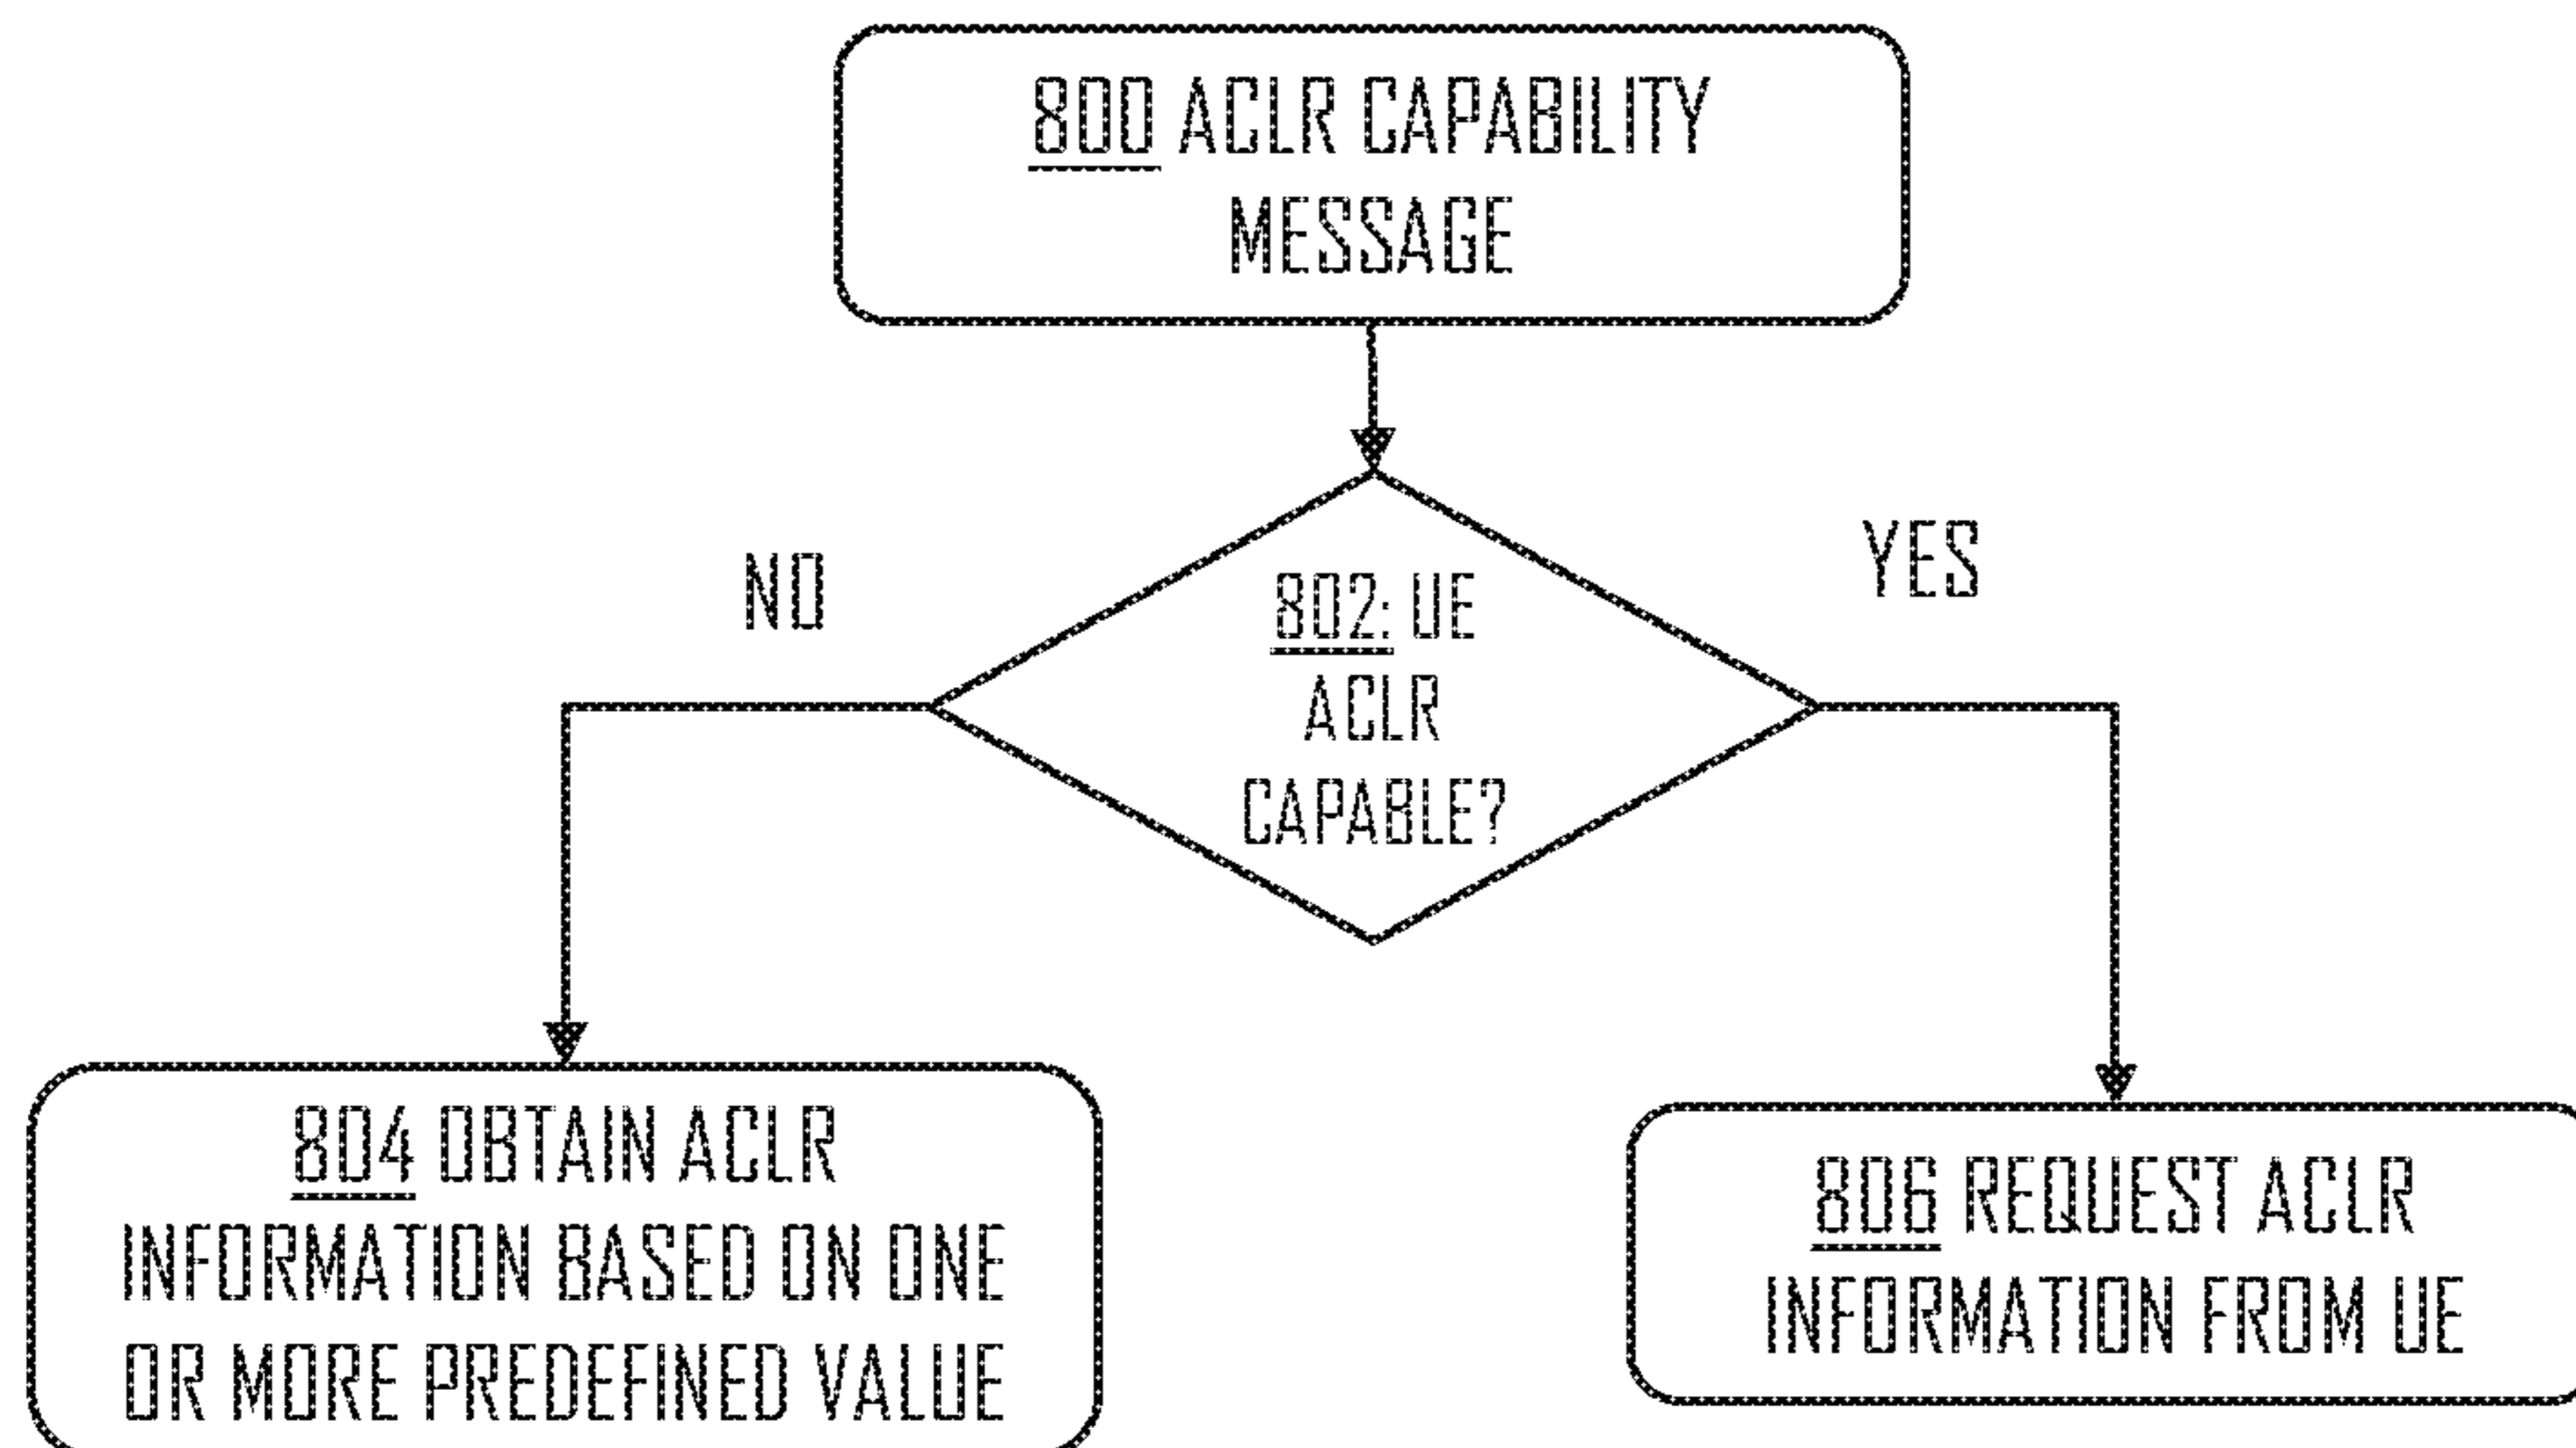 800 ACLR CAPABILITY
MESSAGE
NO
YES
802: UE
ACLR
CAPABLE?
804 OBTAIN ACLR
INFORMATION BASED ON ONE
OR MORE PREDEFINED VALUE
806 REQUEST ACLR
INFORMATION FROM UE